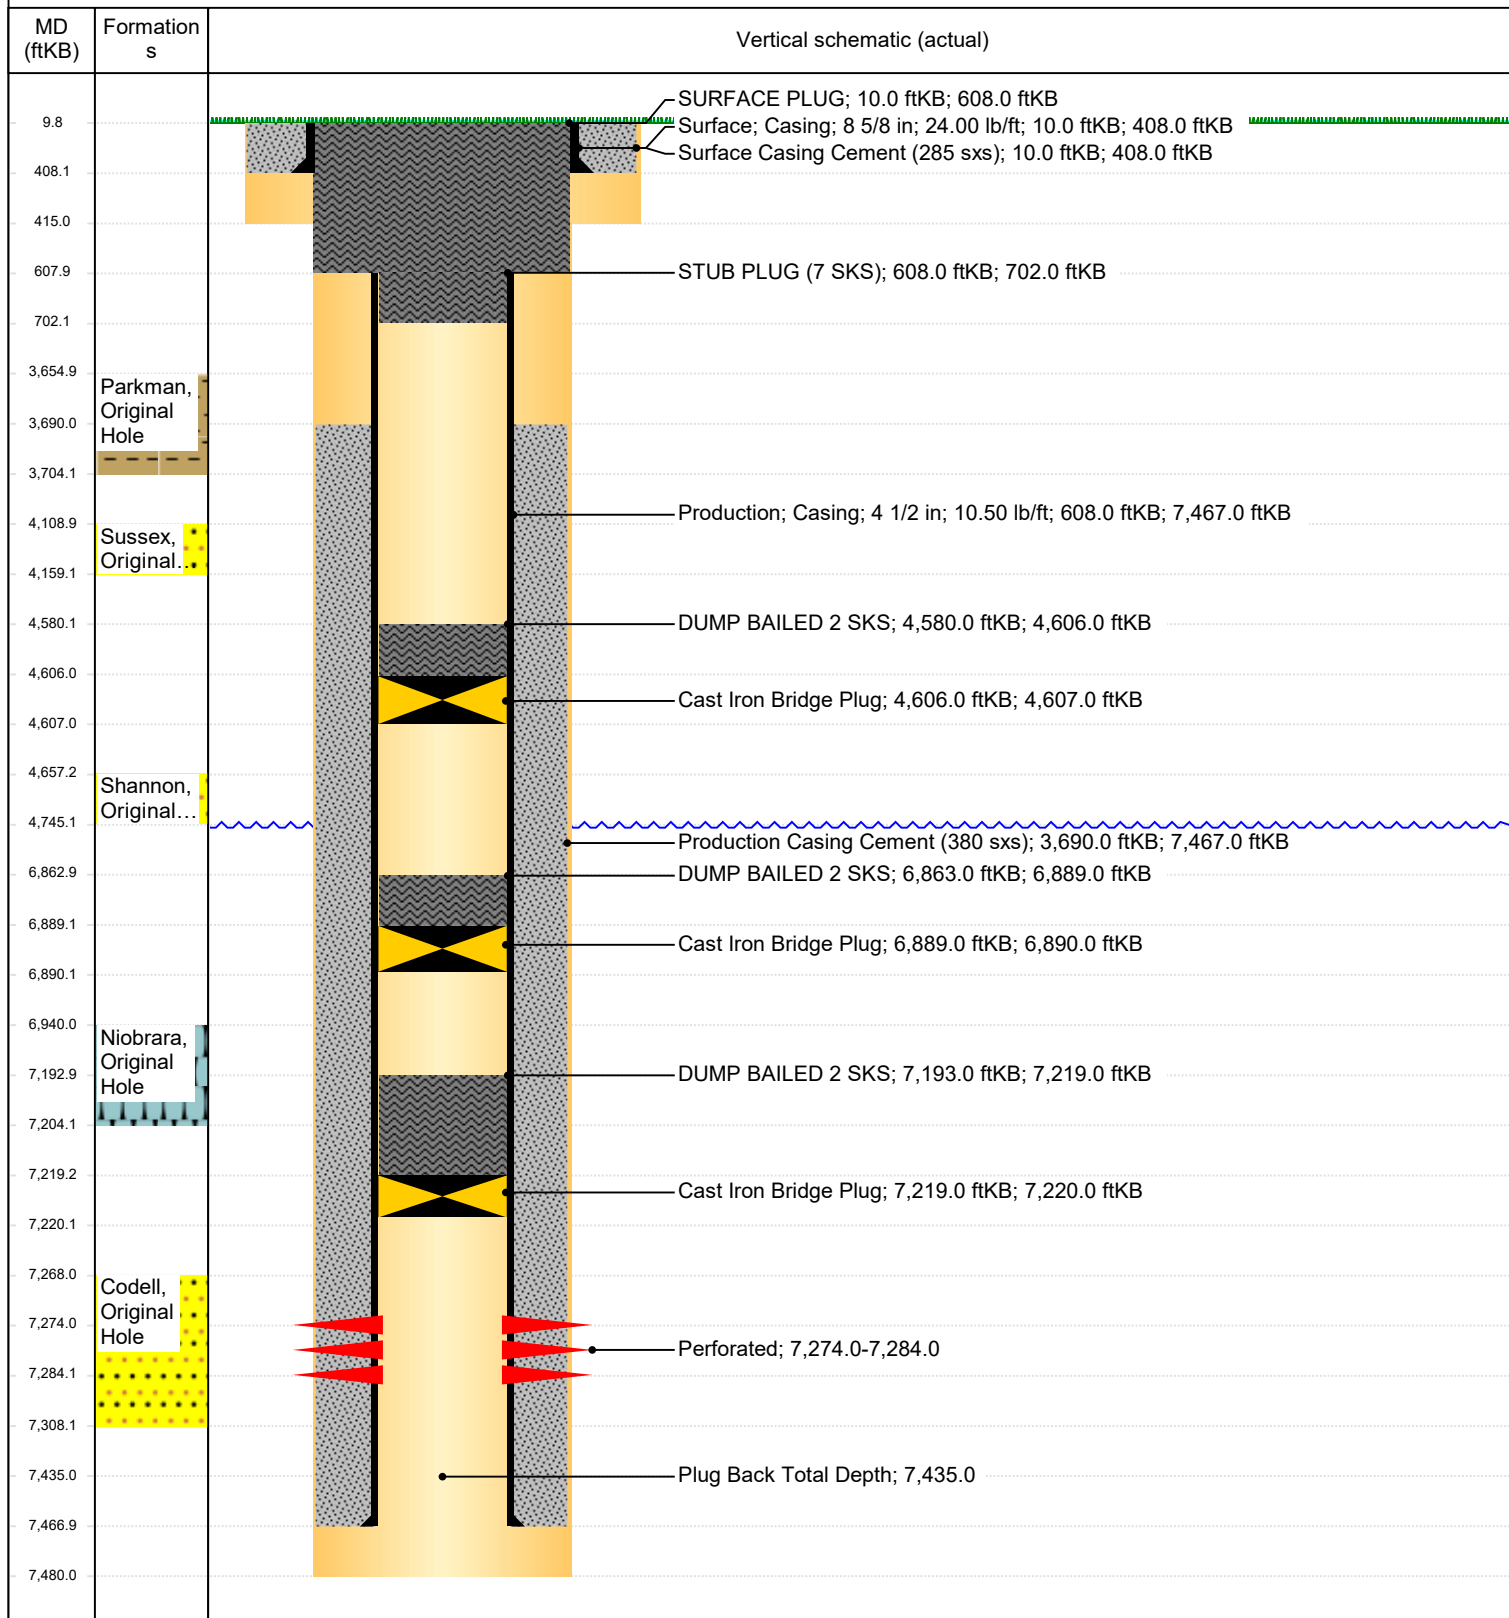 MD
(ftKB)
Formation
s
Vertical schematic (actual)
9.8
408.1
415.0
607.9
702.1
3,654.9
3,690.0
3,704.1
4,108.9
4,159.1
4,580.1
4,606.0
4,607.0
4,657.2
4,745.1
6,862.9
6,889.1
6,890.1
6,940.0
7,192.9
7,204.1
7,219.2
7,220.1
7,268.0
7,274.0
7,284.1
7,308.1
7,435.0
7,466.9
7,480.0
Parkman,
Original
Hole
Sussex,
Original...
Shannon,
Original...
Niobrara,
Original
Hole
Codell,
Original
Hole
SURFACE PLUG; 10.0 ftKB; 608.0 ftKB
Surface; Casing; 8 5/8 in; 24.00 lb/ft; 10.0 ftKB; 408.0 ftKB
Surface Casing Cement (285 sxs); 10.0 ftKB; 408.0 ftKB
STUB PLUG (7 SKS); 608.0 ftKB; 702.0 ftKB
Production; Casing; 4 1/2 in; 10.50 lb/ft; 608.0 ftKB; 7,467.0 ftKB
DUMP BAILED 2 SKS; 4,580.0 ftKB; 4,606.0 ftKB
Cast Iron Bridge Plug; 4,606.0 ftKB; 4,607.0 ftKB
Production Casing Cement (380 sxs); 3,690.0 ftKB; 7,467.0 ftKB
DUMP BAILED 2 SKS; 6,863.0 ftKB; 6,889.0 ftKB
Cast Iron Bridge Plug; 6,889.0 ftKB; 6,890.0 ftKB
DUMP BAILED 2 SKS; 7,193.0 ftKB; 7,219.0 ftKB
Cast Iron Bridge Plug; 7,219.0 ftKB; 7,220.0 ftKB
Perforated; 7,274.0-7,284.0
Plug Back Total Depth; 7,435.0